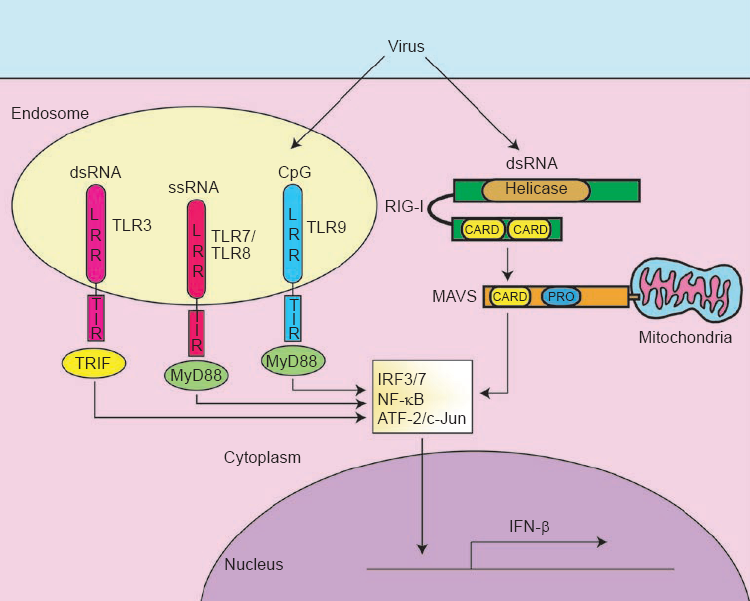 Virus
Endosome
dsRNA
ssRNA
CpG
LRR
TLR3
LRR
TLR7/
TLR8
LRR
TLR9
TIR
TIR
TIR
TRIF
MyD88
MyD88
dsRNA
Helicase
RIG-I
CARD CARD
MAVS
CARD PRO
Mitochondria
IRF3/7
NF-κB
ATF-2/c-Jun
Cytoplasm
IFN-β
Nucleus